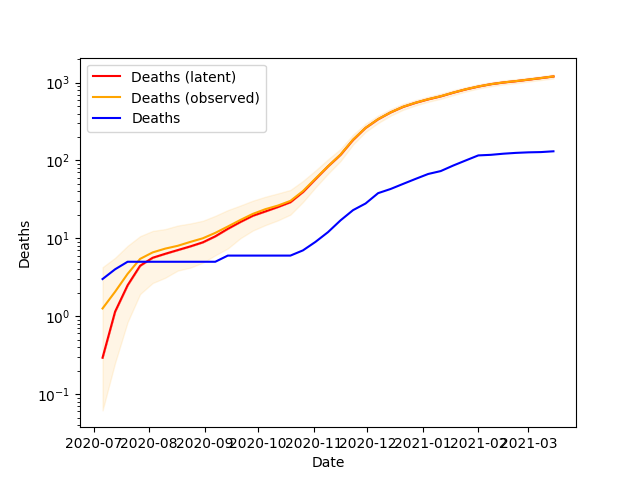 Deaths (latent)
Deaths (observed)
Deaths
10³
10²
10¹
10⁰
10⁻¹
Deaths
2020-07 2020-08 2020-09 2020-10 2020-11 2020-12 2021-01 2021-02 2021-03
Date